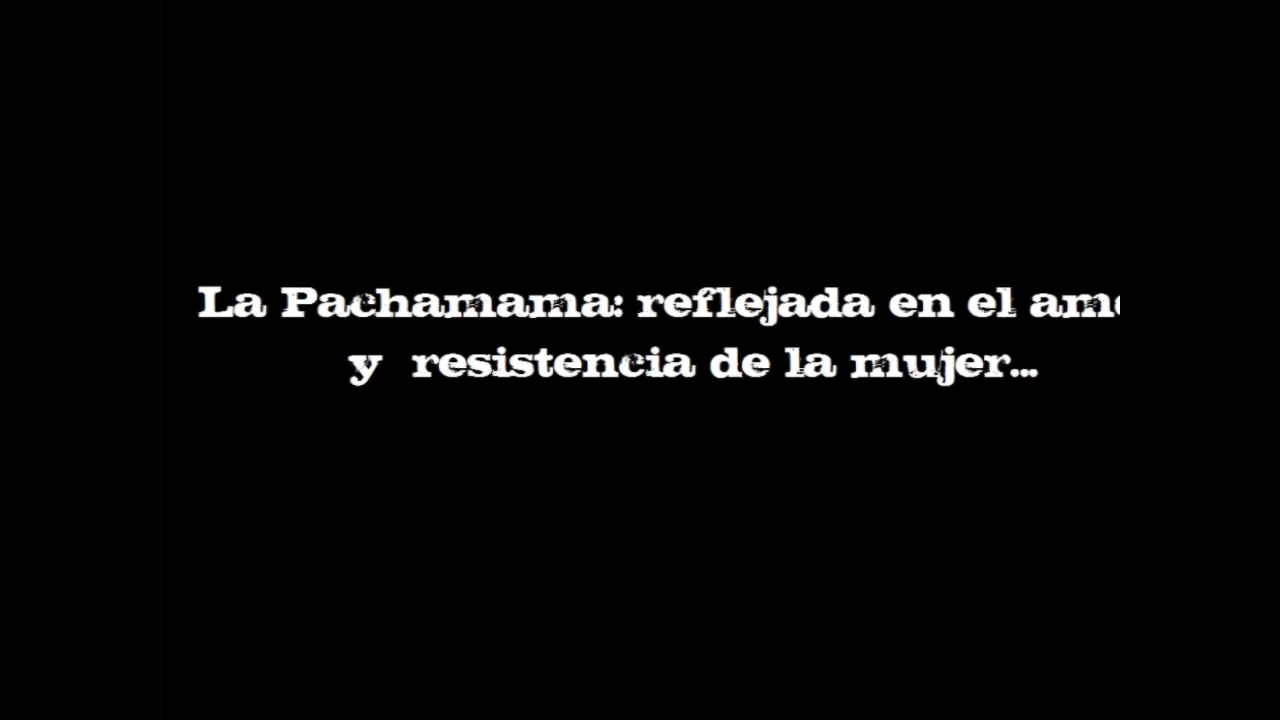 La Pachamama: reflejada en el
y resistencia de la mujer...